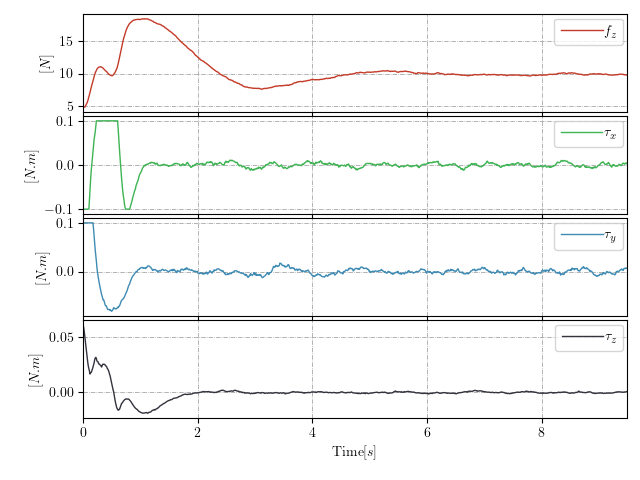 15
10
5
[N]
f_z
0.1
0.0
−0.1
[N.m]
τ_x
0.1
0.0
[N.m]
τ_y
0.05
0.00
[N.m]
τ_z
0 2 4 6 8
Time[s]